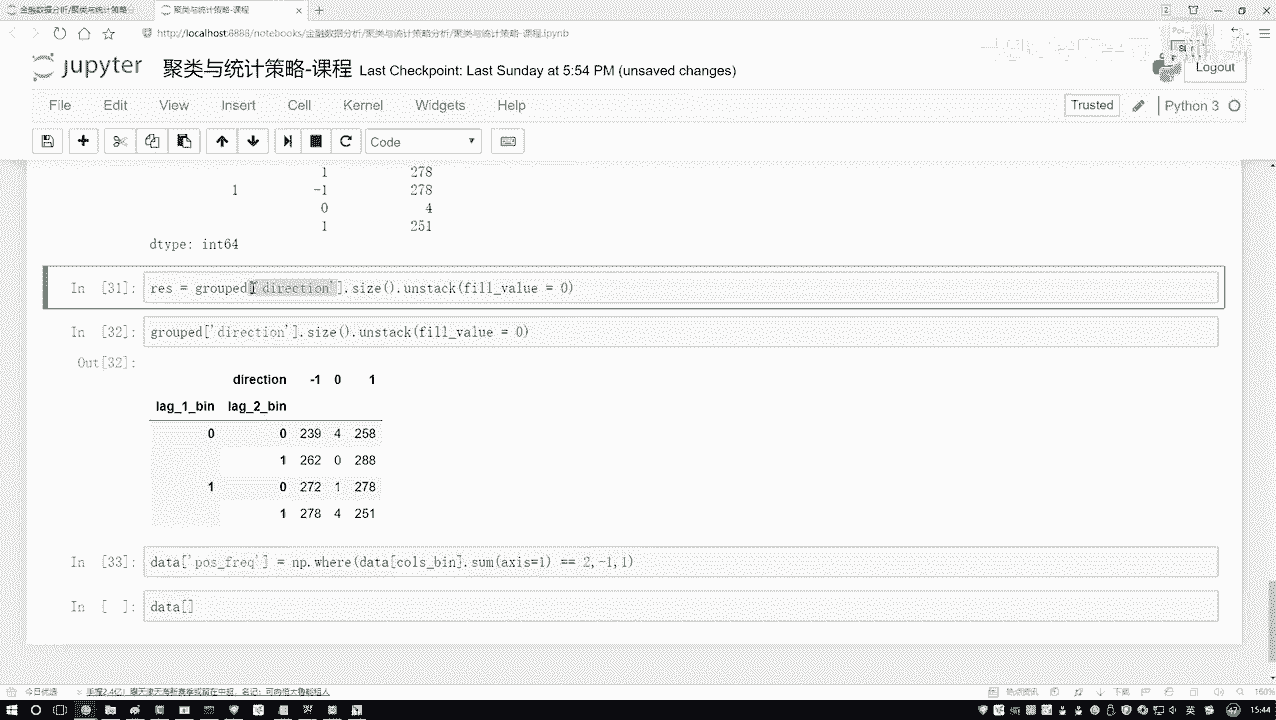 金融数据分析/聚类与统计策略
聚类与统计策略-课程
http://localhost:8888/notebooks/金融数据分析/聚类与统计策略分析/聚类与统计策略-课程.ipynb
jupyter 聚类与统计策略-课程 Last Checkpoint: Last Sunday at 5:54 PM (unsaved changes)
Logout
File Edit View Insert Cell Kernel Widgets Help
Trusted Python 3
Code
1 278
1 -1 278
0 4
1 251
dtype: int64
In [31]: res = grouped['direction'].size().unstack(fill_value = 0)
In [32]: grouped['direction'].size().unstack(fill_value = 0)
Out[32]:
direction -1 0 1
lag_1_bin lag_2_bin
0 0 239 4 258
1 262 0 288
1 0 272 1 278
1 278 4 251
In [33]: data['pos_freq'] = np.where(data[cols_bin].sum(axis=1) == 2,-1,1)
In [ ]: data[]
今日优选
下载 160%
英 15:44